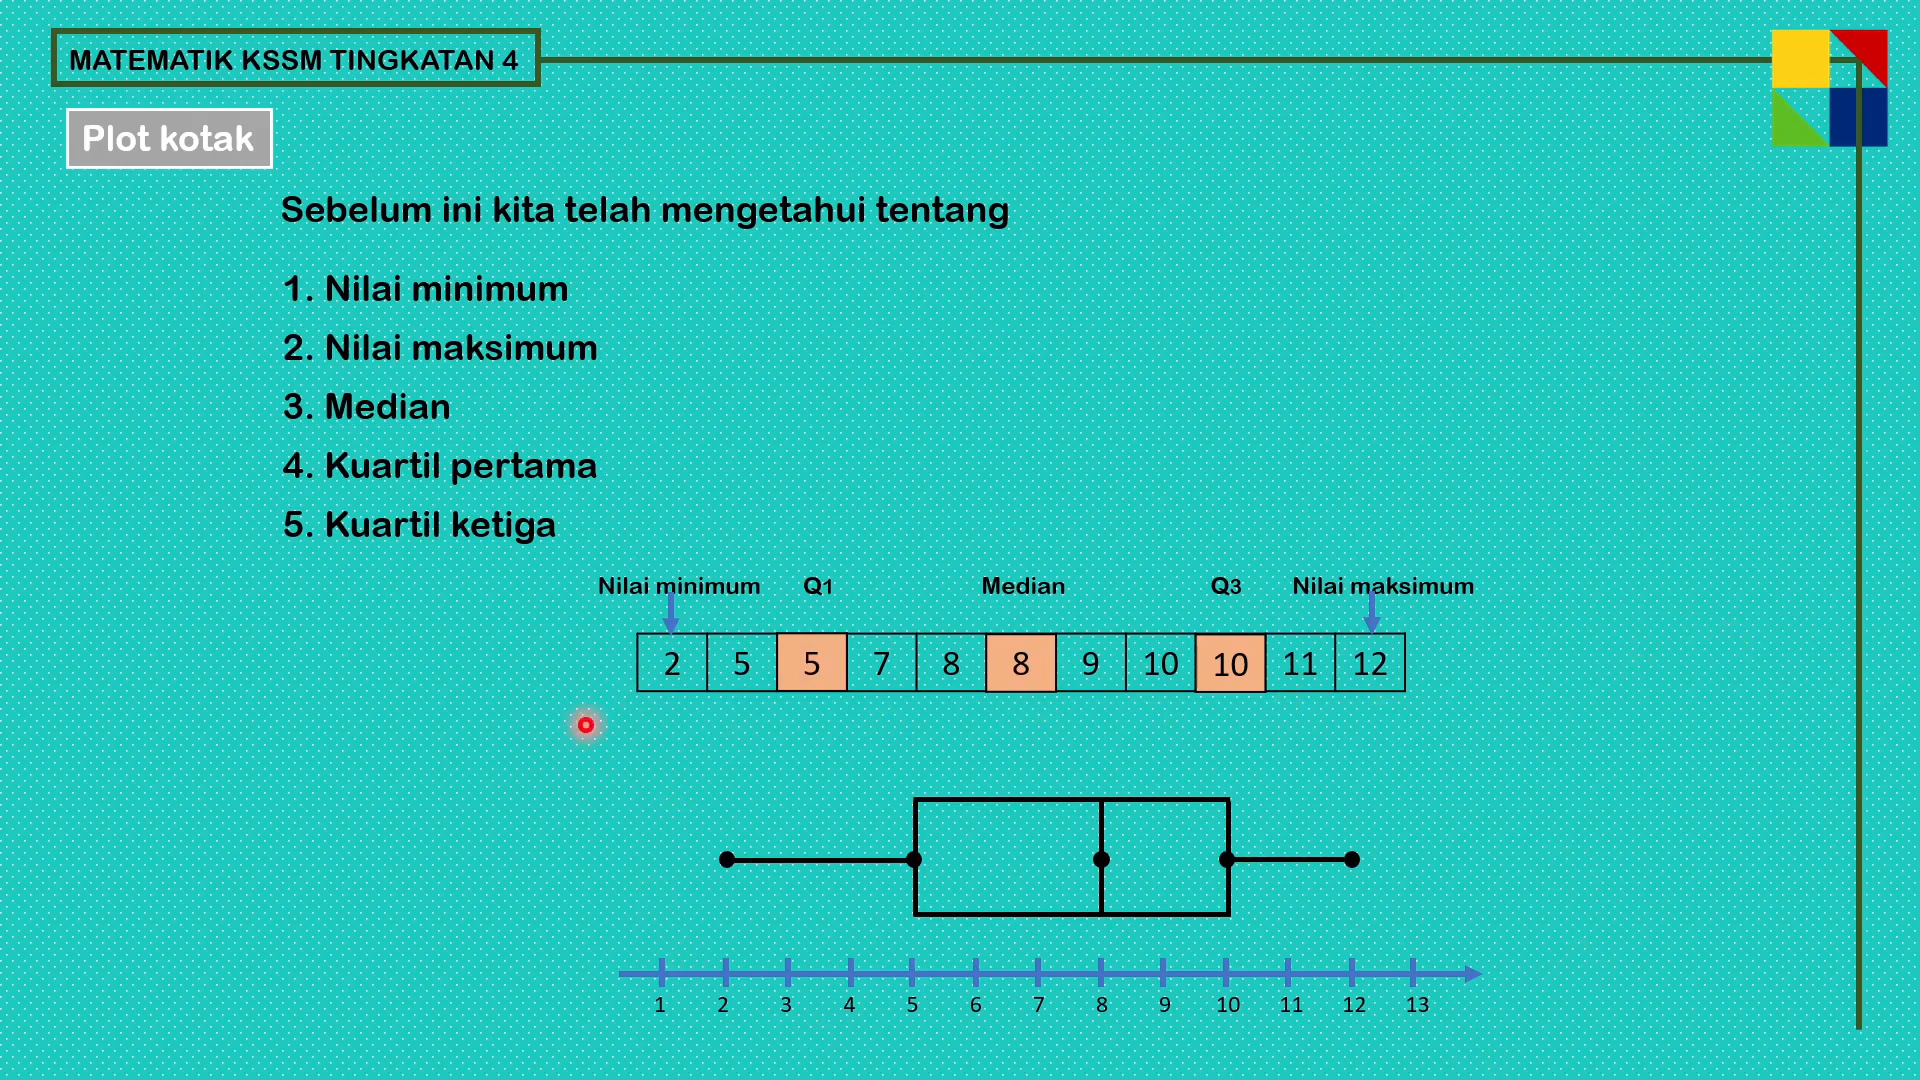 MATEMATIK KSSM TINGKATAN 4
Plot kotak
Sebelum ini kita telah mengetahui tentang
1. Nilai minimum
2. Nilai maksimum
3. Median
4. Kuartil pertama
5. Kuartil ketiga
Nilai minimum Q1 Median Q3 Nilai maksimum
2 5 5 7 8 8 9 10 10 11 12
1 2 3 4 5 6 7 8 9 10 11 12 13